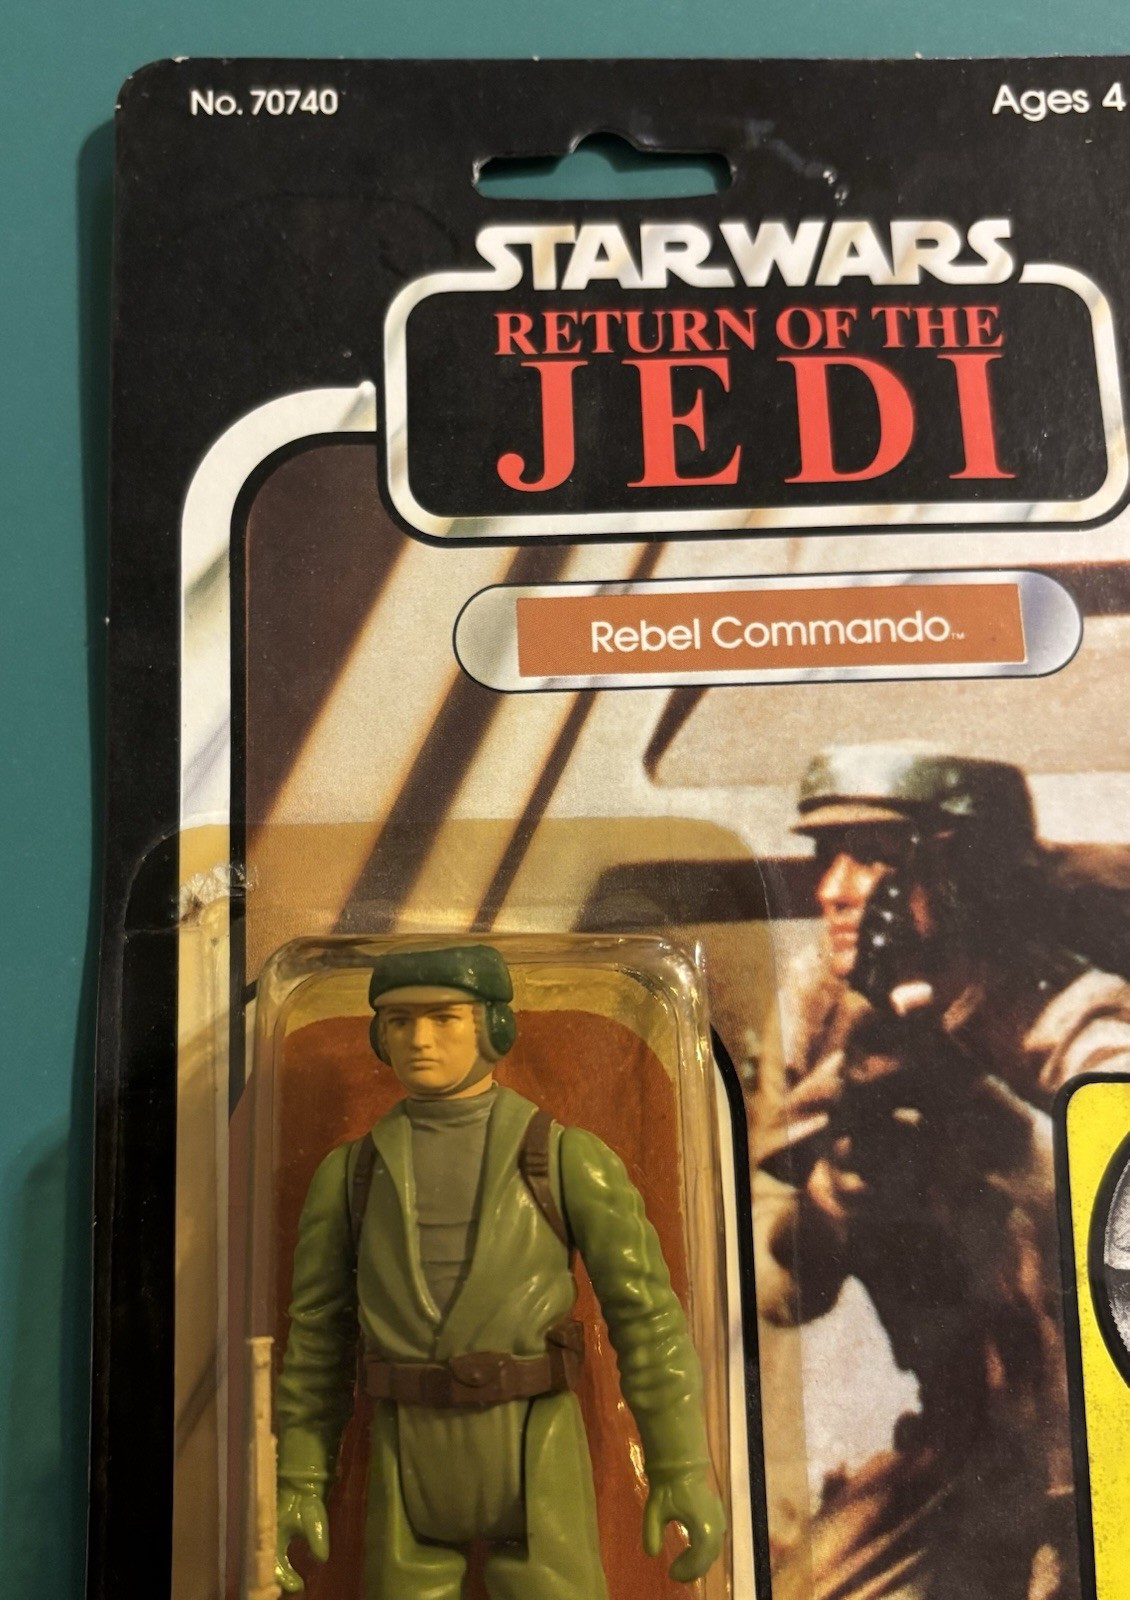 No. 70740
Ages 4
STAR WARS
RETURN OF THE
JEDI
Rebel Commando™